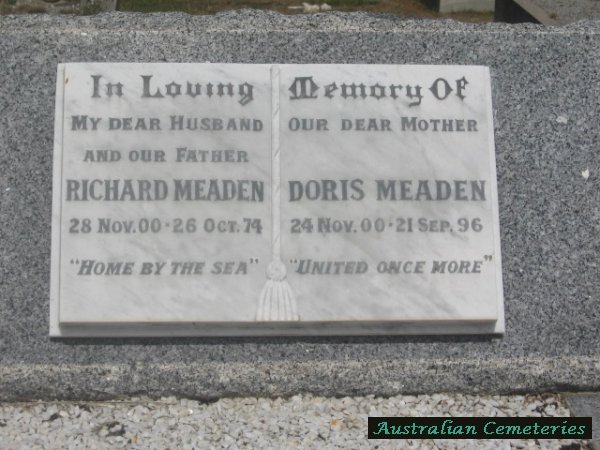 In Loving
My dear Husband
and our Father
RICHARD MEADEN
28 Nov. 00 - 26 Oct. 74
"Home by the sea"
Memory Of
Our dear Mother
DORIS MEADEN
24 Nov. 00 - 21 Sep. 96
"United once more"
Australian Cemeteries